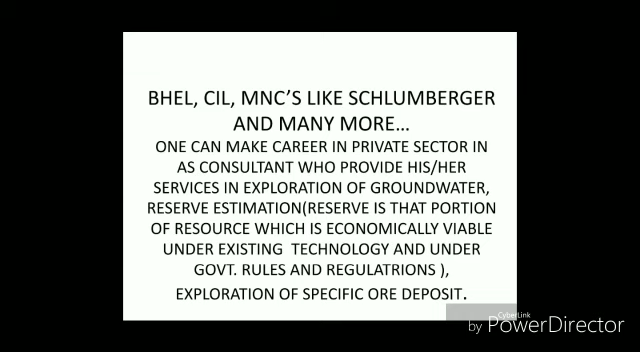 BHEL, CIL, MNC’S LIKE SCHLUMBERGER
AND MANY MORE…
ONE CAN MAKE CAREER IN PRIVATE SECTOR IN
AS CONSULTANT WHO PROVIDE HIS/HER
SERVICES IN EXPLORATION OF GROUNDWATER,
RESERVE ESTIMATION(RESERVE IS THAT PORTION
OF RESOURCE WHICH IS ECONOMICALLY VIABLE
UNDER EXISTING  TECHNOLOGY AND UNDER
GOVT. RULES AND REGULATRIONS ),
EXPLORATION OF SPECIFIC ORE DEPOSIT.
CyberLink
by PowerDirector